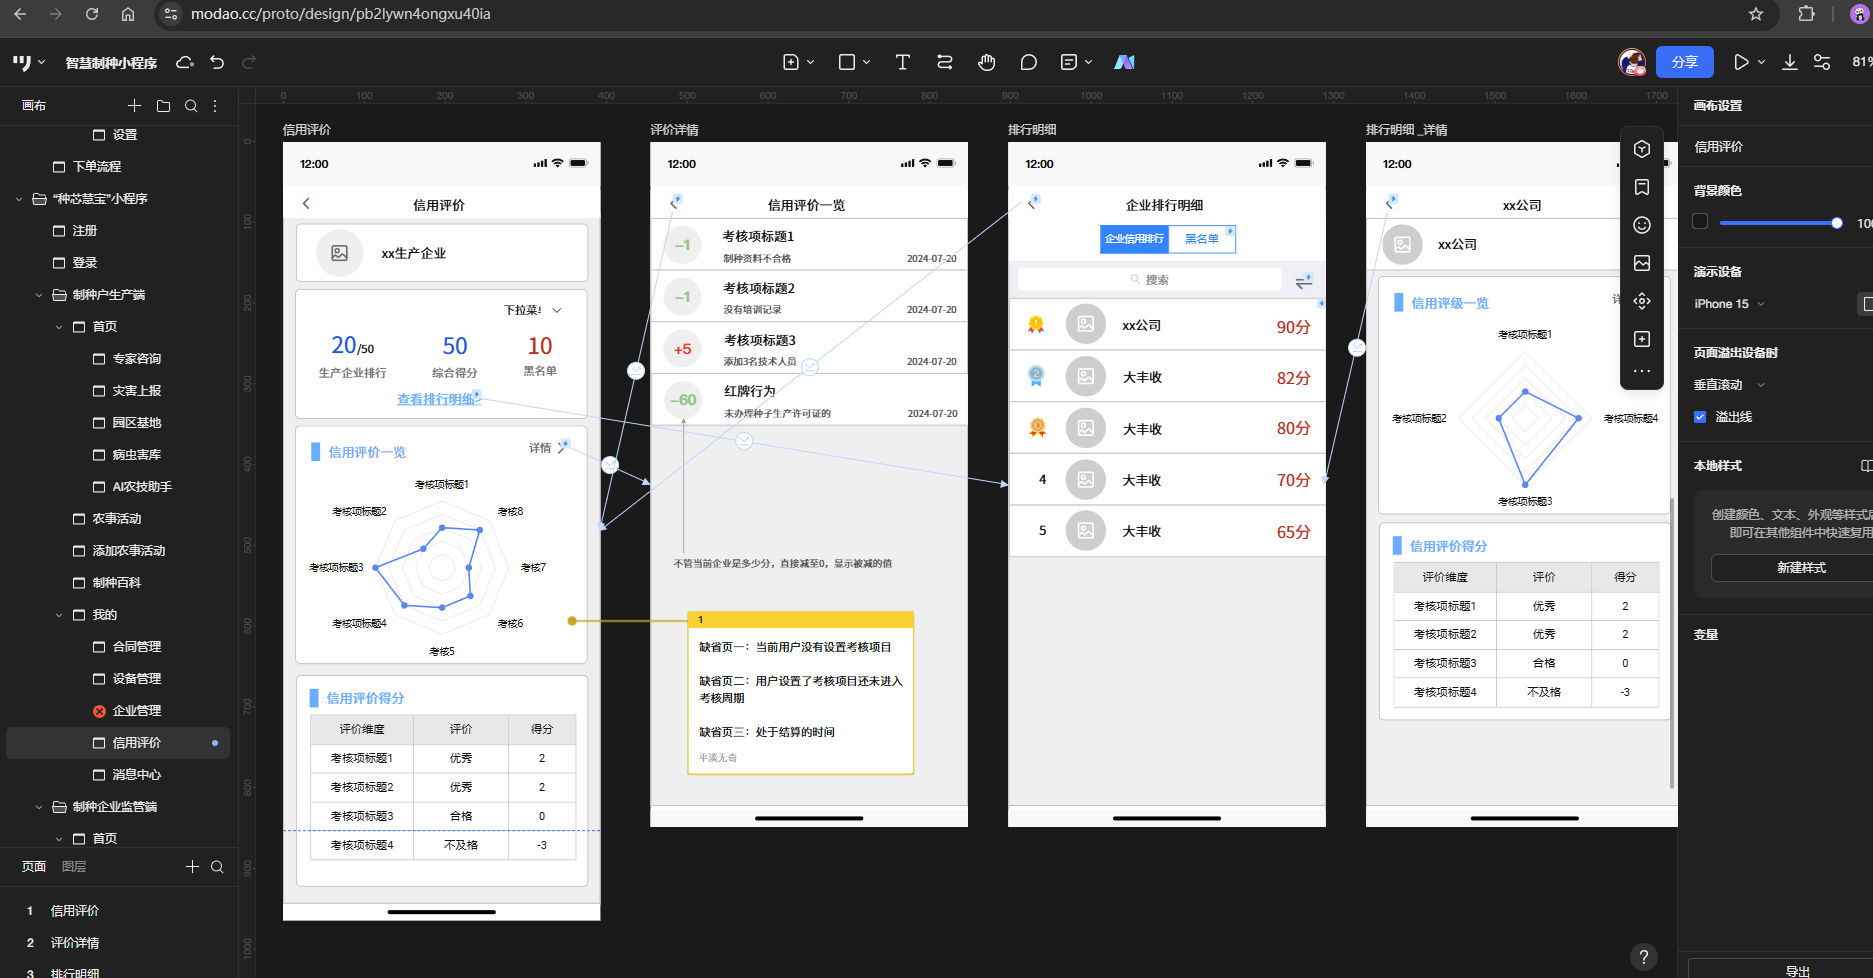 modao.cc/proto/design/pb2lywn4ongxu40ia
智慧制种小程序
分享
81%
画布
设置
下单流程
“种芯慧宝”小程序
注册
登录
制种户生产端
首页
专家咨询
灾害上报
园区基地
病虫害库
AI农技助手
农事活动
添加农事活动
制种百科
我的
合同管理
设备管理
企业管理
信用评价
消息中心
制种企业监管端
首页
页面
图层
1 信用评价
2 评价详情
3 排行明细
0 100 200 300 400 500 600 700 800 900 1000 1100 1200 1300 1400 1500 1600 1700
0
100
200
300
400
500
600
700
800
900
1000
信用评价
12:00
信用评价
xx生产企业
下拉菜单
20/50
50
10
生产企业排行
综合得分
黑名单
查看排行明细
信用评价一览
详情
考核项标题1
考核项标题2
考核8
考核项标题3
考核7
考核项标题4
考核6
考核5
信用评价得分
评价维度 评价 得分
考核项标题1 优秀 2
考核项标题2 优秀 2
考核项标题3 合格 0
考核项标题4 不及格 -3
评价详情
12:00
信用评价一览
−1
考核项标题1
制种资料不合格
2024-07-20
−1
考核项标题2
没有培训记录
2024-07-20
+5
考核项标题3
添加3名技术人员
2024-07-20
−60
红牌行为
未办理种子生产许可证的
2024-07-20
不管当前企业是多少分，直接减至0，显示被减的值
1
缺省页一：当前用户没有设置考核项目
缺省页二：用户设置了考核项目还未进入
考核周期
缺省页三：处于结算的时间
平淡无奇
排行明细
12:00
企业排行明细
企业信用排行
黑名单
搜索
1
xx公司
90分
2
大丰收
82分
3
大丰收
80分
4
大丰收
70分
5
大丰收
65分
排行明细 _详情
12:00
xx公司
xx公司
信用评级一览
详
考核项标题1
考核项标题2
考核项标题4
考核项标题3
信用评价得分
评价维度 评价 得分
考核项标题1 优秀 2
考核项标题2 优秀 2
考核项标题3 合格 0
考核项标题4 不及格 -3
画布设置
信用评价
背景颜色
100
演示设备
iPhone 15
页面溢出设备时
垂直滚动
溢出线
本地样式
创建颜色、文本、外观等样式后
即可在其他组件中快速复用
新建样式
变量
导出
?